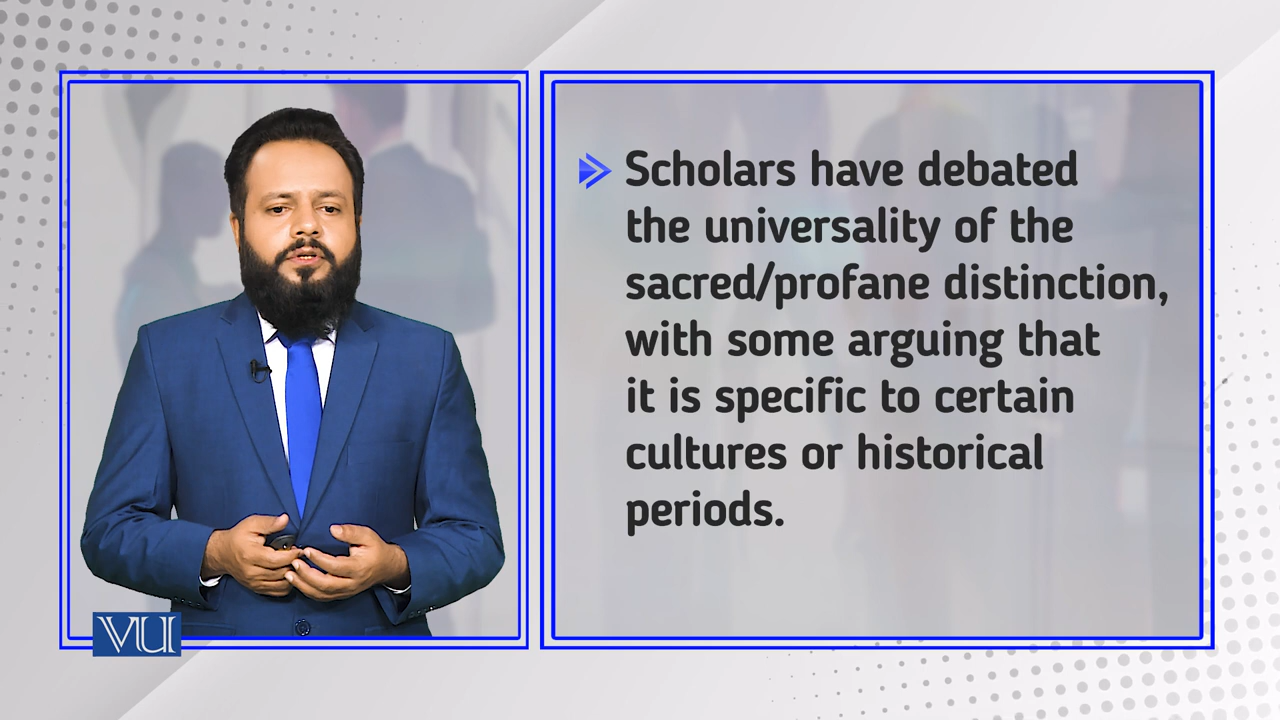 Scholars have debated
the universality of the
sacred/profane distinction,
with some arguing that
it is specific to certain
cultures or historical
periods.
VU